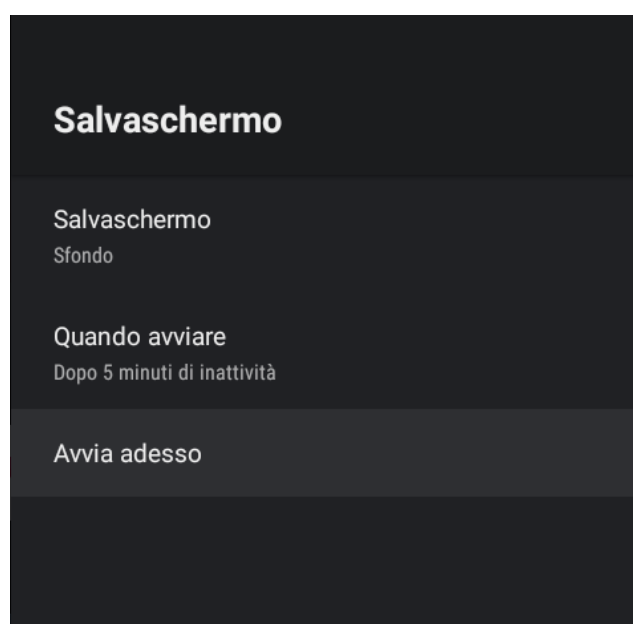 Salvaschermo
Salvaschermo
Sfondo
Quando avviare
Dopo 5 minuti di inattività
Avvia adesso